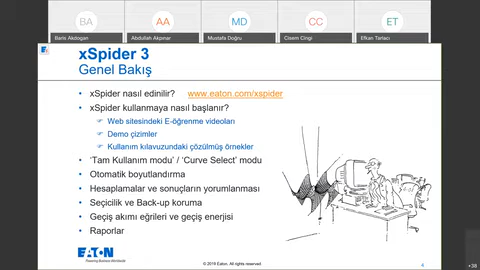 BA
AA
MD
CC
ET
Baris Akdogan
Abdullah Akpınar
Mustafa Doğru
Cisem Cingi
Efkan Tarlacı
xSpider 3
Genel Bakış
• xSpider nasıl edinilir? www.eaton.com/xspider
• xSpider kullanmaya nasıl başlanır?
☞ Web sitesindeki E-öğrenme videoları
☞ Demo çizimler
☞ Kullanım kılavuzundaki çözülmüş örnekler
• 'Tam Kullanım modu' / 'Curve Select' modu
• Otomatik boyutlandırma
• Hesaplamalar ve sonuçların yorumlanması
• Seçicilik ve Back-up koruma
• Geçiş akımı eğrileri ve geçiş enerjisi
• Raporlar
EATON
Powering Business Worldwide
© 2019 Eaton. All rights reserved.
4
+38